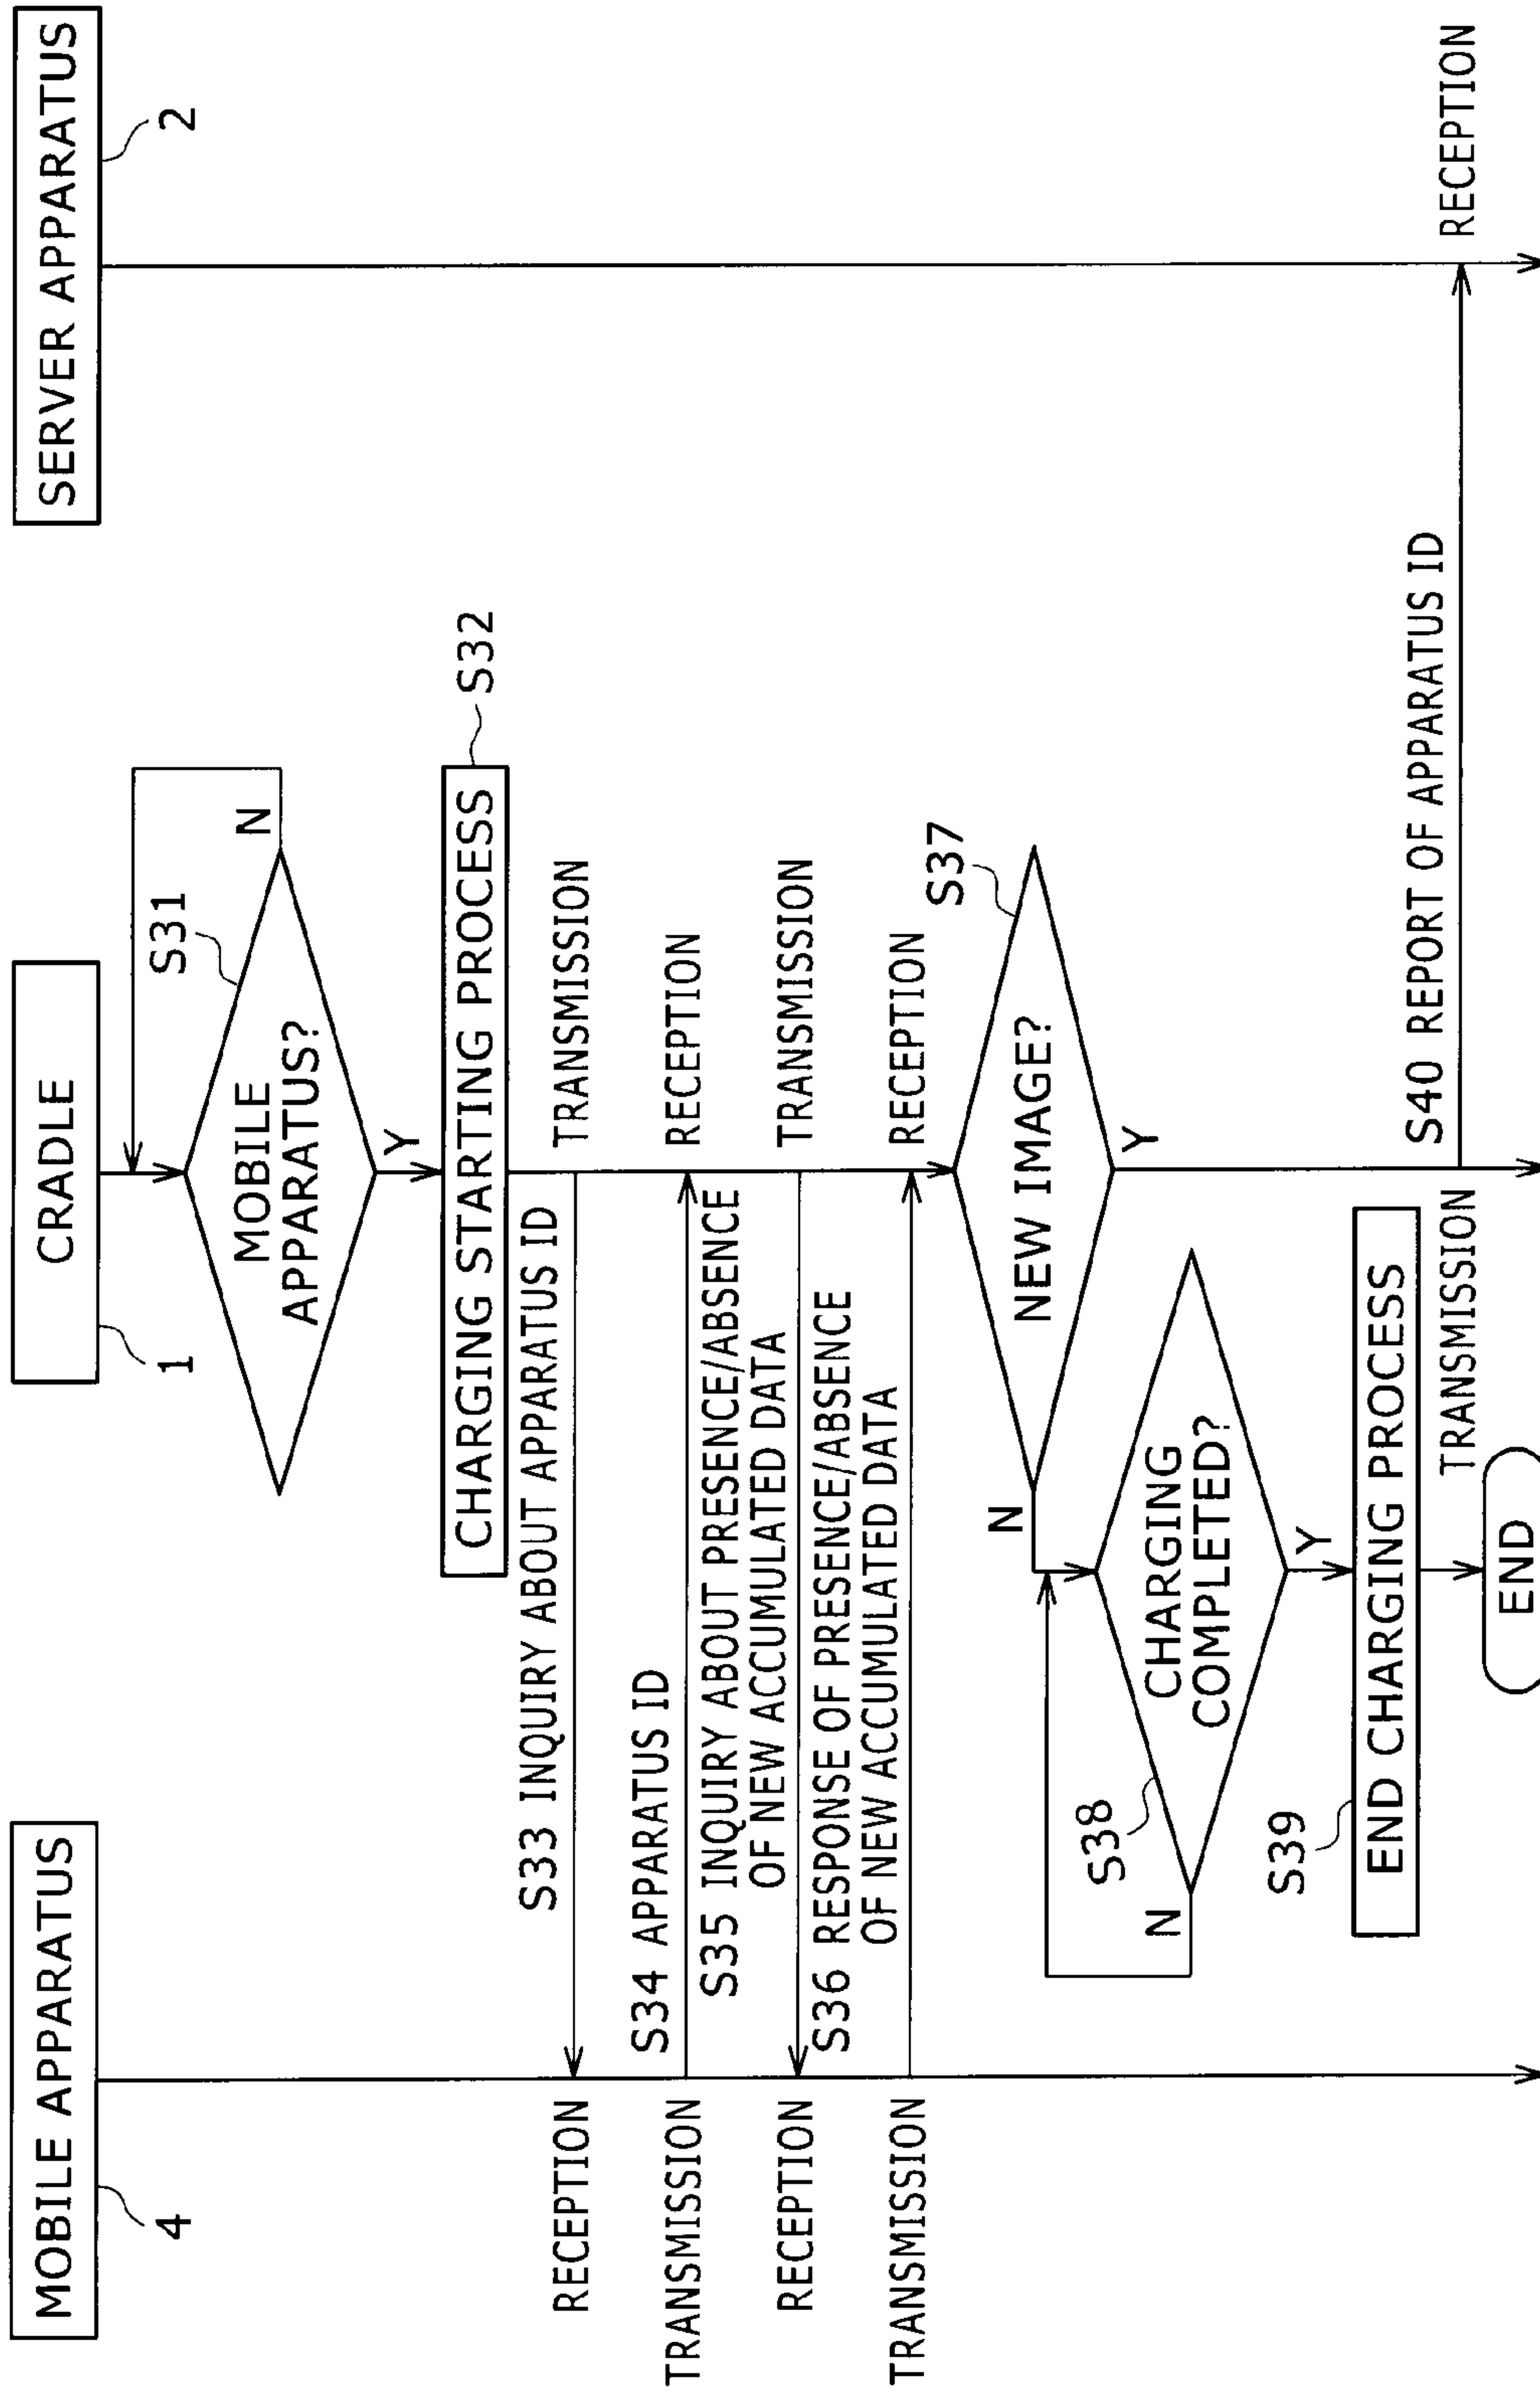 MOBILE APPARATUS
4
CRADLE
1
SERVER APPARATUS
2
S31
MOBILE
APPARATUS?
N
Y
CHARGING STARTING PROCESS
S32
S33 INQUIRY ABOUT APPARATUS ID
RECEPTION
TRANSMISSION
S34 APPARATUS ID
TRANSMISSION
RECEPTION
S35 INQUIRY ABOUT PRESENCE/ABSENCE
OF NEW ACCUMULATED DATA
RECEPTION
TRANSMISSION
S36 RESPONSE OF PRESENCE/ABSENCE
OF NEW ACCUMULATED DATA
TRANSMISSION
RECEPTION
S37
NEW IMAGE?
N
Y
S38
CHARGING
COMPLETED?
N
Y
S39
END CHARGING PROCESS
S40 REPORT OF APPARATUS ID
TRANSMISSION
RECEPTION
END